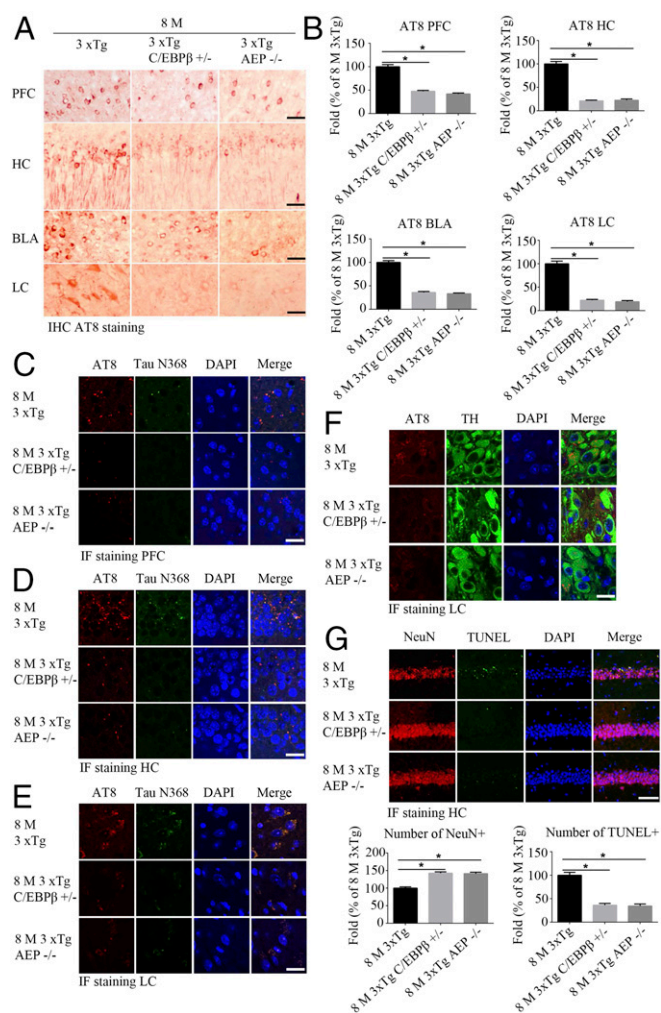 A
8 M
3 xTg
3 xTg
C/EBPβ +/-
3 xTg
AEP -/-
PFC
HC
BLA
LC
IHC AT8 staining
B
AT8 PFC
Fold (% of 8 M 3xTg)
150
100
50
0
*
*
8 M 3xTg
8 M 3xTg C/EBPβ +/-
8 M 3xTg AEP -/-
AT8 HC
Fold (% of 8 M 3xTg)
150
100
50
0
*
*
8 M 3xTg
8 M 3xTg C/EBPβ +/-
8 M 3xTg AEP -/-
AT8 BLA
Fold (% of 8 M 3xTg)
150
100
50
0
*
*
8 M 3xTg
8 M 3xTg C/EBPβ +/-
8 M 3xTg AEP -/-
AT8 LC
Fold (% of 8 M 3xTg)
150
100
50
0
*
*
8 M 3xTg
8 M 3xTg C/EBPβ +/-
8 M 3xTg AEP -/-
C
AT8 Tau N368 DAPI Merge
8 M
3 xTg
8 M 3 xTg
C/EBPβ +/-
8 M 3 xTg
AEP -/-
IF staining PFC
D
AT8 Tau N368 DAPI Merge
8 M
3 xTg
8 M 3 xTg
C/EBPβ +/-
8 M 3 xTg
AEP -/-
IF staining HC
E
AT8 Tau N368 DAPI Merge
8 M
3 xTg
8 M 3 xTg
C/EBPβ +/-
8 M 3 xTg
AEP -/-
IF staining LC
F
AT8 TH DAPI Merge
8 M
3 xTg
8 M 3 xTg
C/EBPβ +/-
8 M 3 xTg
AEP -/-
IF staining LC
G
NeuN TUNEL DAPI Merge
8 M
3 xTg
8 M 3 xTg
C/EBPβ +/-
8 M 3 xTg
AEP -/-
IF staining HC
Number of NeuN+
Fold (% of 8 M 3xTg)
200
150
100
50
0
*
*
8 M 3xTg
8 M 3xTg C/EBPβ +/-
8 M 3xTg AEP -/-
Number of TUNEL+
Fold (% of 8 M 3xTg)
150
100
50
0
*
*
8 M 3xTg
8 M 3xTg C/EBPβ +/-
8 M 3xTg AEP -/-